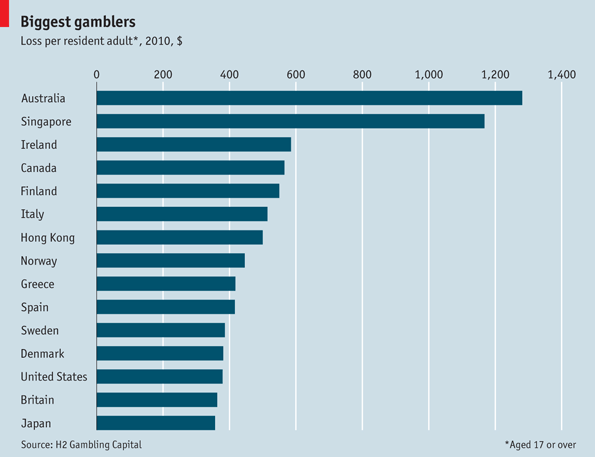 Biggest gamblers
Loss per resident adult*, 2010, $
0 200 400 600 800 1,000 1,200 1,400
Australia
Singapore
Ireland
Canada
Finland
Italy
Hong Kong
Norway
Greece
Spain
Sweden
Denmark
United States
Britain
Japan
Source: H2 Gambling Capital *Aged 17 or over